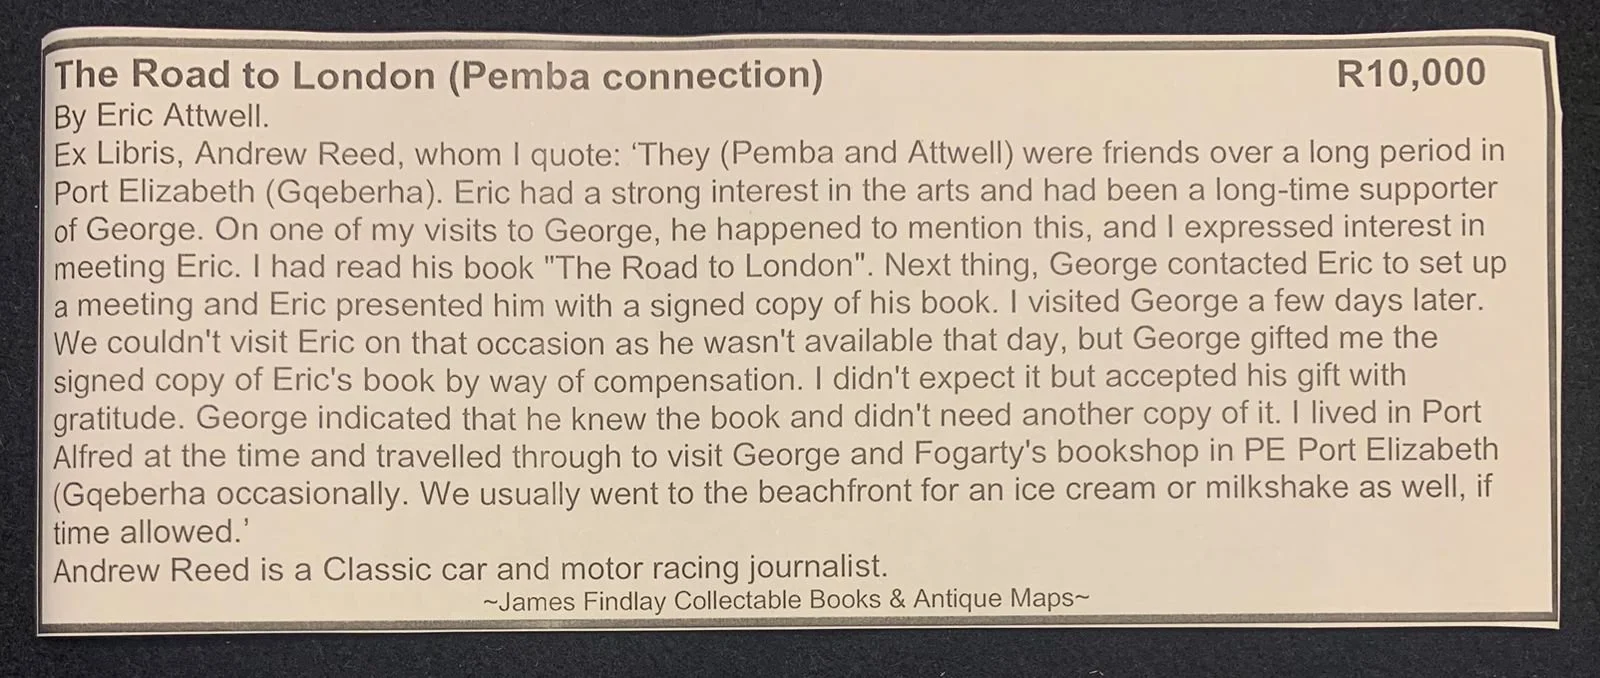 The Road to London (Pemba connection) R10,000
By Eric Attwell.
Ex Libris, Andrew Reed, whom I quote: ‘They (Pemba and Attwell) were friends over a long period in
Port Elizabeth (Gqeberha). Eric had a strong interest in the arts and had been a long-time supporter
of George. On one of my visits to George, he happened to mention this, and I expressed interest in
meeting Eric. I had read his book "The Road to London". Next thing, George contacted Eric to set up
a meeting and Eric presented him with a signed copy of his book. I visited George a few days later.
We couldn't visit Eric on that occasion as he wasn't available that day, but George gifted me the
signed copy of Eric's book by way of compensation. I didn't expect it but accepted his gift with
gratitude. George indicated that he knew the book and didn't need another copy of it. I lived in Port
Alfred at the time and travelled through to visit George and Fogarty's bookshop in PE Port Elizabeth
(Gqeberha occasionally. We usually went to the beachfront for an ice cream or milkshake as well, if
time allowed.’
Andrew Reed is a Classic car and motor racing journalist.
~James Findlay Collectable Books & Antique Maps~